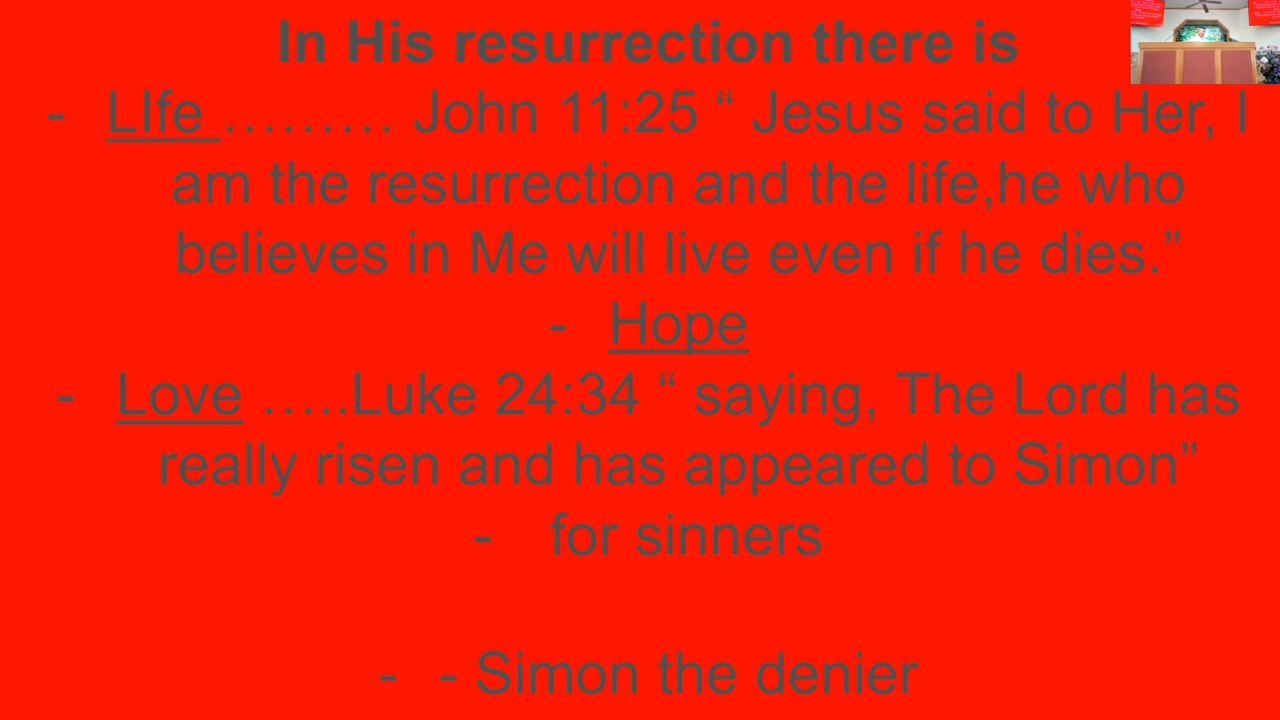 In His resurrection there is
- LIfe ……… John 11:25 “ Jesus said to Her, I
am the resurrection and the life,he who
believes in Me will live even if he dies.”
- Hope
- Love …..Luke 24:34 “ saying, The Lord has
really risen and has appeared to Simon”
- for sinners
- - Simon the denier